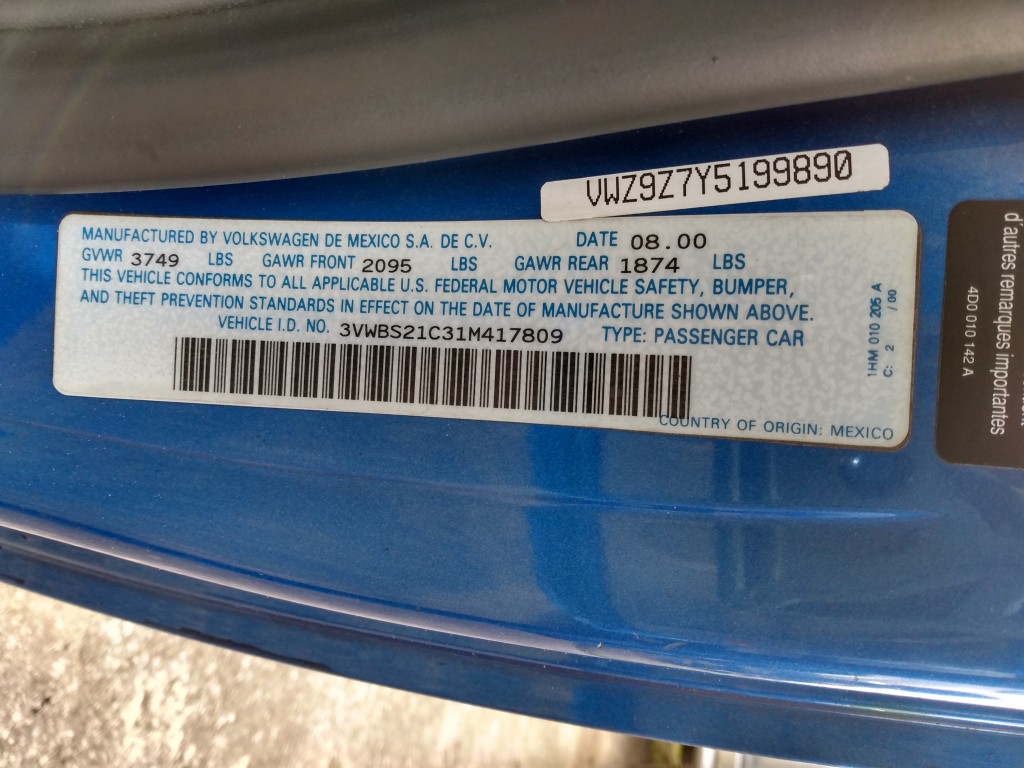 VWZ9Z7Y5199890
MANUFACTURED BY VOLKSWAGEN DE MEXICO S.A. DE C.V. DATE 08.00
GVWR 3749 LBS GAWR FRONT 2095 LBS GAWR REAR 1874 LBS
THIS VEHICLE CONFORMS TO ALL APPLICABLE U.S. FEDERAL MOTOR VEHICLE SAFETY, BUMPER,
AND THEFT PREVENTION STANDARDS IN EFFECT ON THE DATE OF MANUFACTURE SHOWN ABOVE.
VEHICLE I.D. NO. 3VWBS21C31M417809 TYPE: PASSENGER CAR
COUNTRY OF ORIGIN: MEXICO
1HM 010 205 A
C: 2 /00
d'autres remarques importantes
4D0 010 142 A